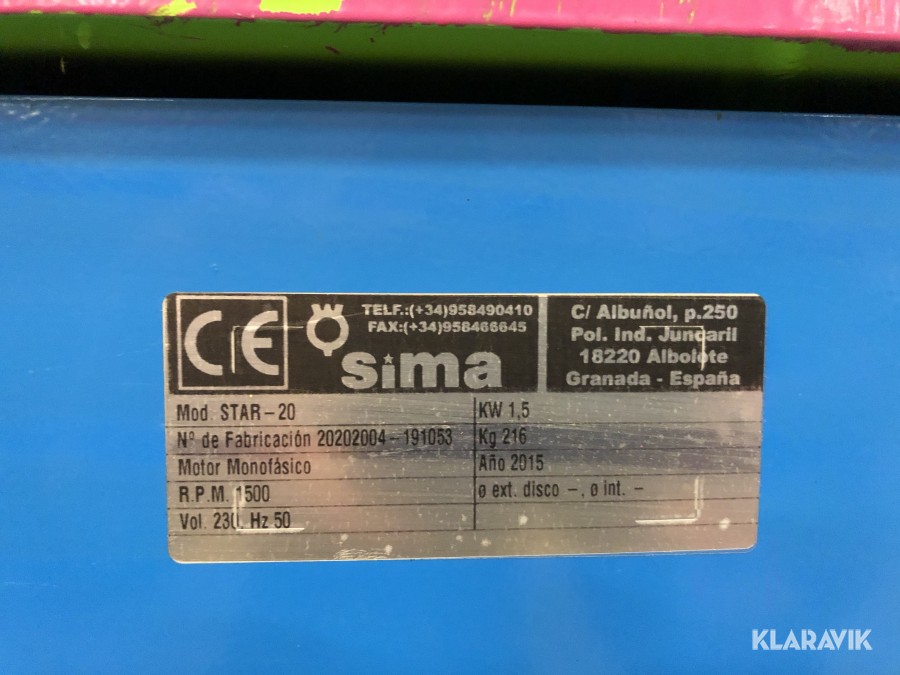 CE
TELF.:(+34)958490410
FAX:(+34)958466645
sima
C/ Albuñol, p.250
Pol. Ind. Juncaril
18220 Albolote
Granada - España
Mod. STAR-20
Nº de Fabricación 20202004-191053
Motor Monofásico
R.P.M. 1500
Vol. 230. Hz 50
KW 1,5
Kg 216
Año 2015
ø ext. disco -, ø int. -
KLARAVIK